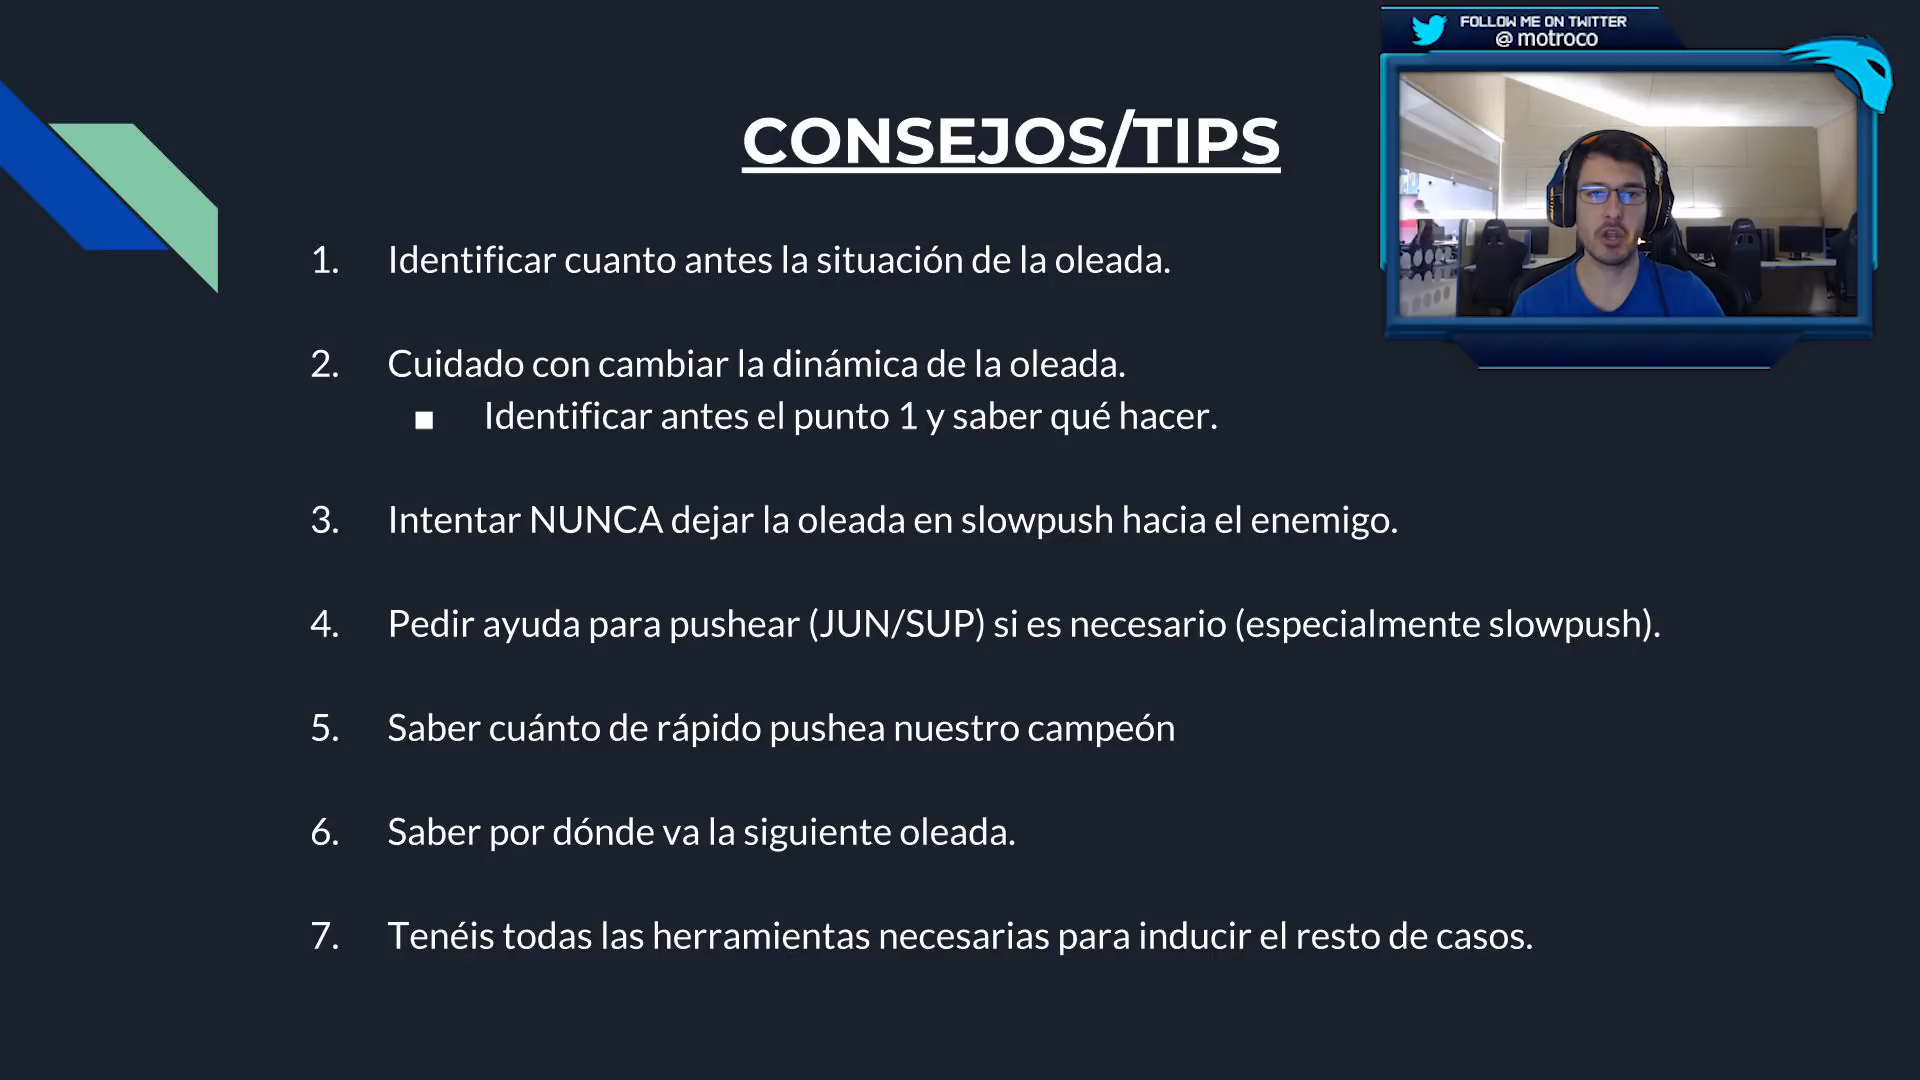 FOLLOW ME ON TWITTER
@ motroco
CONSEJOS/TIPS
1. Identificar cuanto antes la situación de la oleada.
2. Cuidado con cambiar la dinámica de la oleada.
■ Identificar antes el punto 1 y saber qué hacer.
3. Intentar NUNCA dejar la oleada en slowpush hacia el enemigo.
4. Pedir ayuda para pushear (JUN/SUP) si es necesario (especialmente slowpush).
5. Saber cuánto de rápido pushea nuestro campeón
6. Saber por dónde va la siguiente oleada.
7. Tenéis todas las herramientas necesarias para inducir el resto de casos.